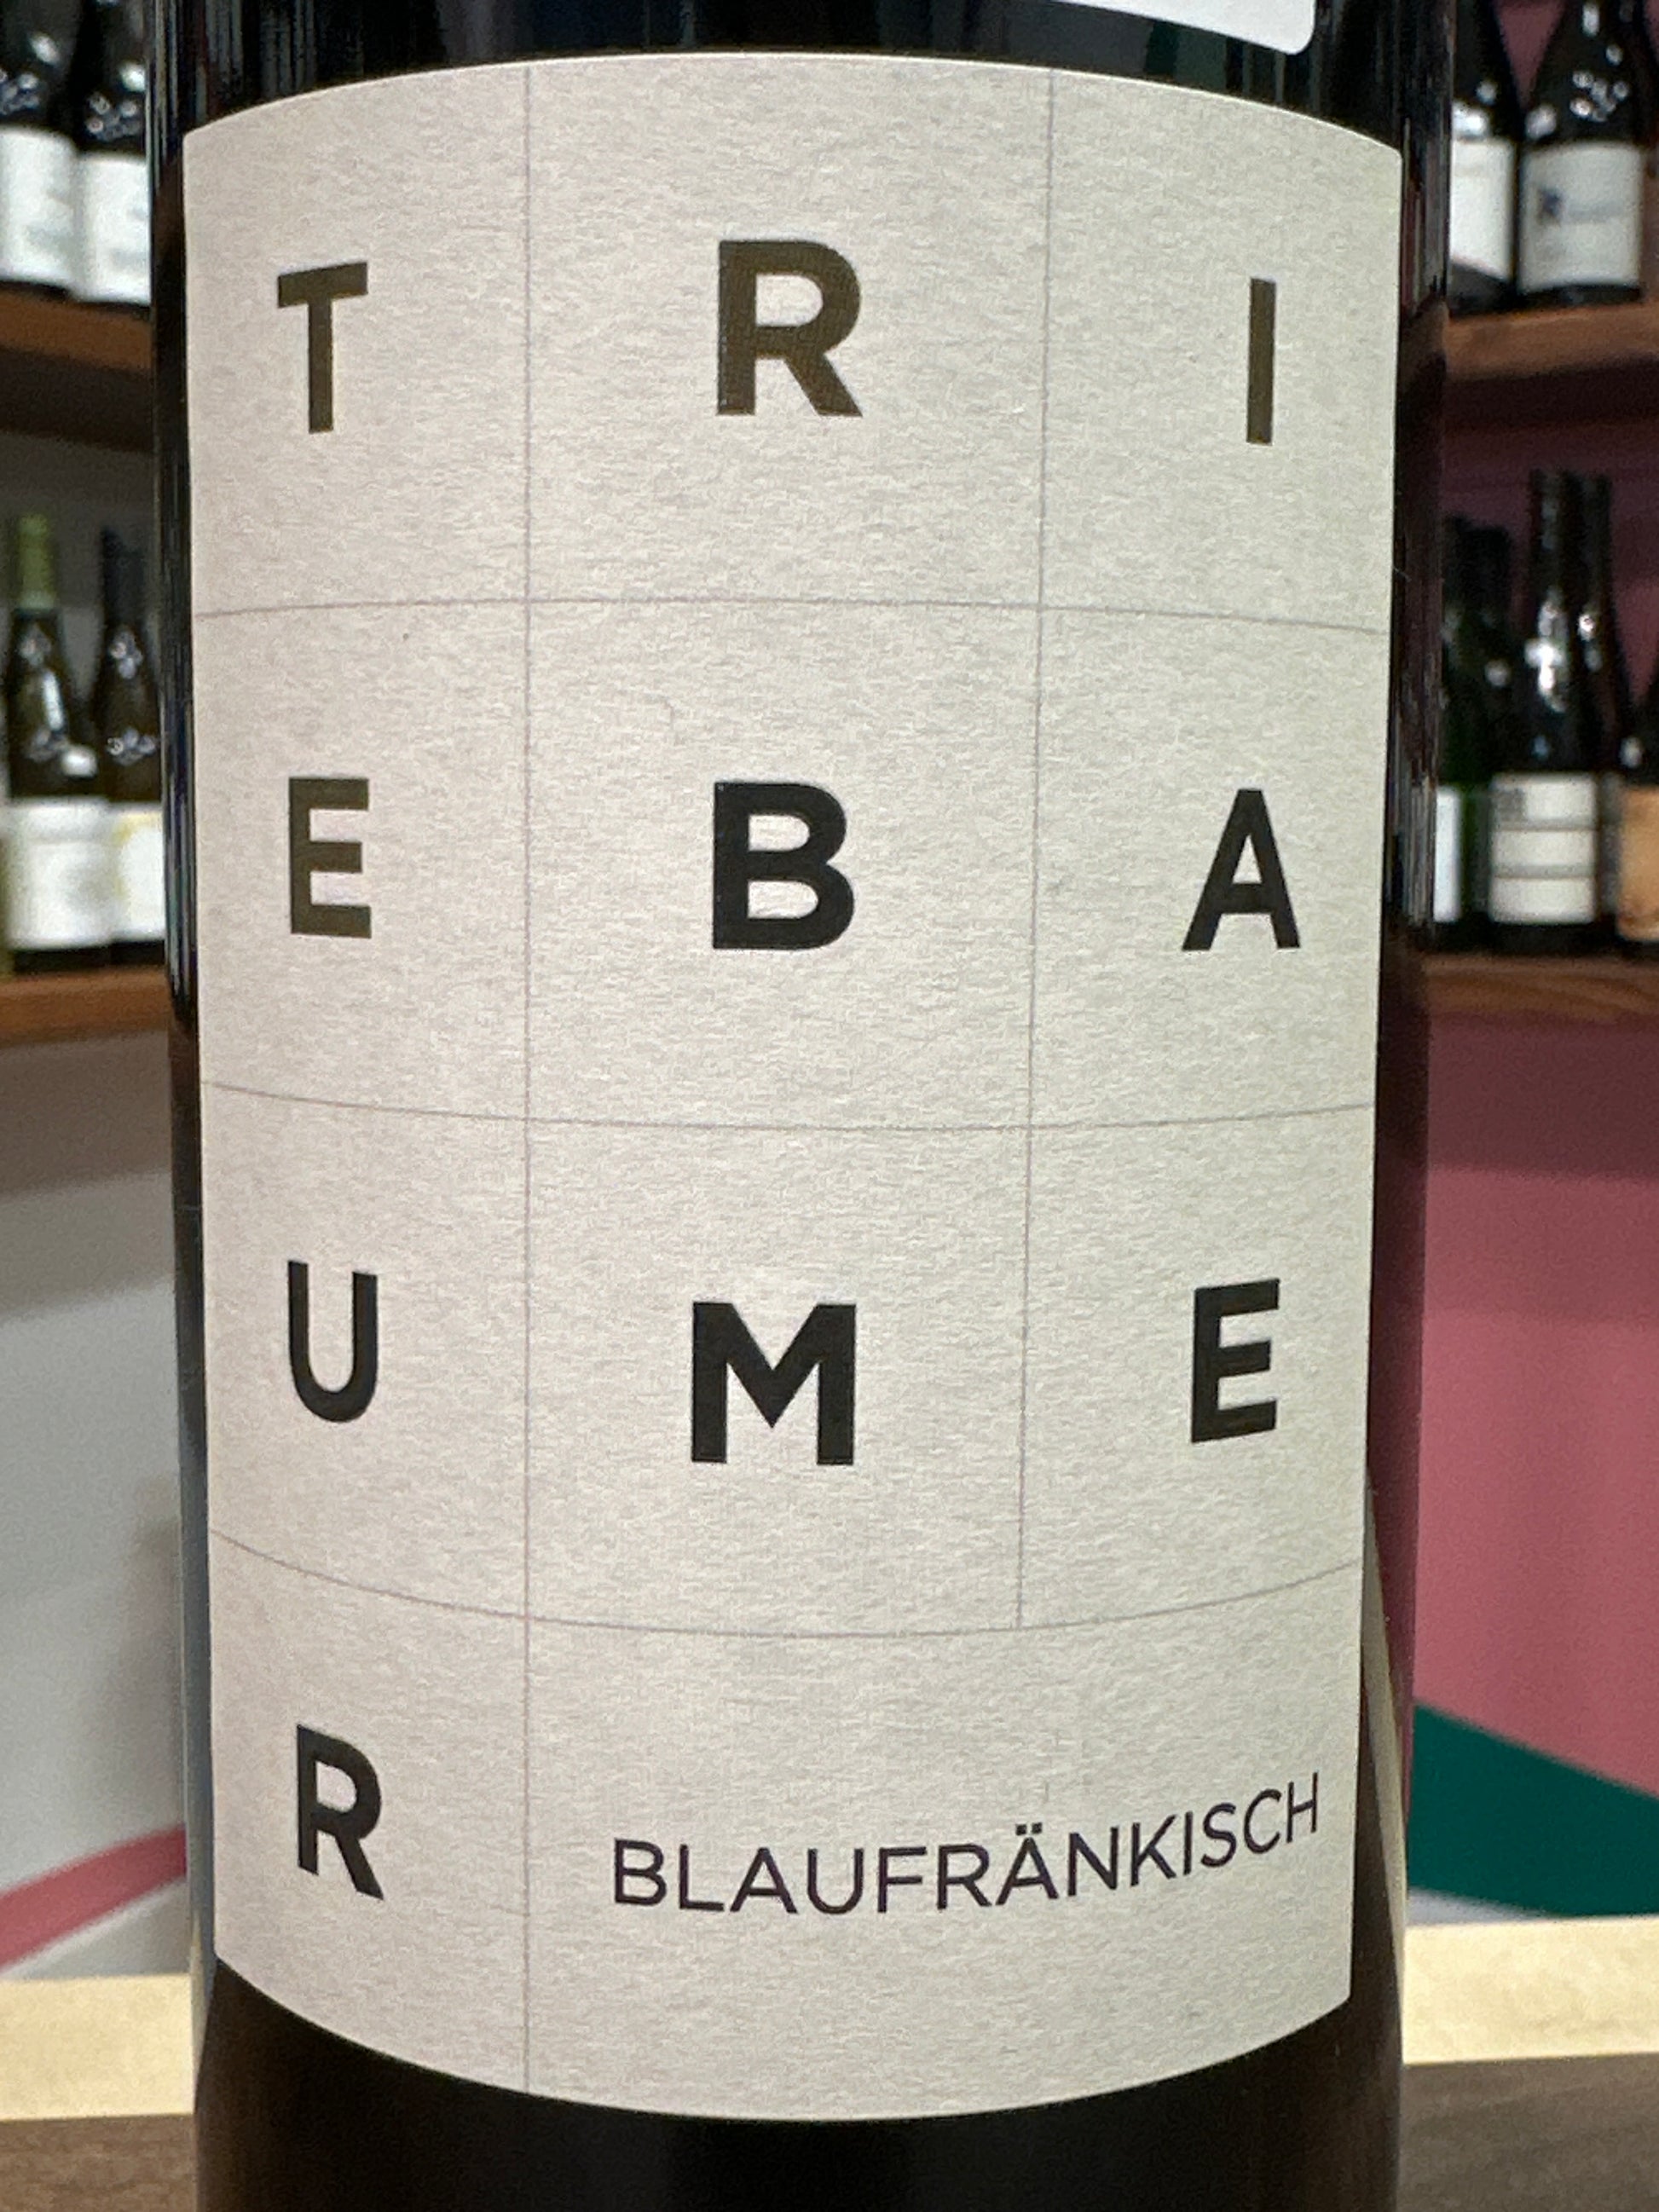 T R I
E B A
U M E
R BLAUFRÄNKISCH